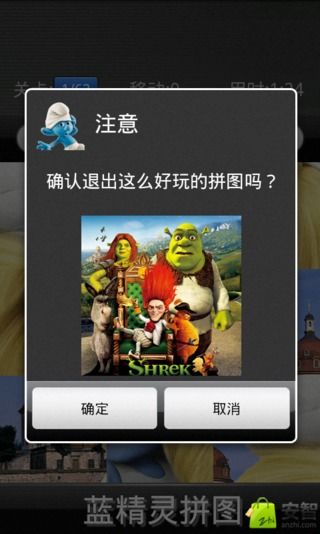 关卡:1/63 移动:0 用时:1:24
注意
确认退出这么好玩的拼图吗？
SHREK
确定 取消
蓝精灵拼图
安智
anzhi.com